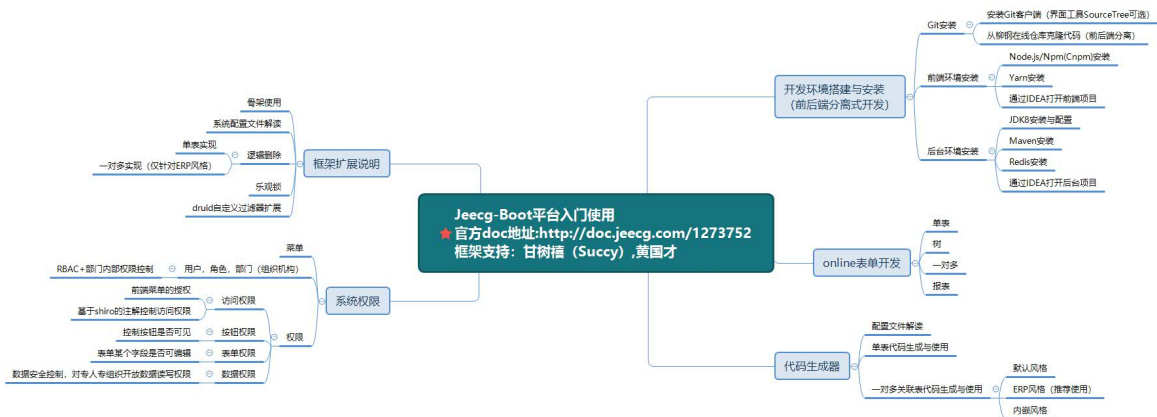 Jeecg-Boot平台入门使用
官方doc地址:http://doc.jeecg.com/1273752
框架支持：甘树禧（Succy）,黄国才
开发环境搭建与安装
（前后端分离式开发）
Git安装
安装Git客户端（界面工具SourceTree可选）
从柳钢在线仓库克隆代码（前后端分离）
前端环境安装
Node.js/Npm(Cnpm)安装
Yarn安装
通过IDEA打开前端项目
后台环境安装
JDK8安装与配置
Maven安装
Redis安装
通过IDEA打开后台项目
online表单开发
单表
树
一对多
报表
代码生成器
配置文件解读
单表代码生成与使用
一对多关联表代码生成与使用
默认风格
ERP风格（推荐使用）
内嵌风格
框架扩展说明
骨架使用
系统配置文件解读
逻辑删除
单表实现
一对多实现（仅针对ERP风格）
乐观锁
druid自定义过滤器扩展
系统权限
菜单
用户，角色，部门（组织机构）
RBAC+部门内部权限控制
权限
访问权限
前端菜单的授权
基于shiro的注解控制访问权限
按钮权限
控制按钮是否可见
表单权限
表单某个字段是否可编辑
数据权限
数据安全控制，对专人专组织开放数据读写权限